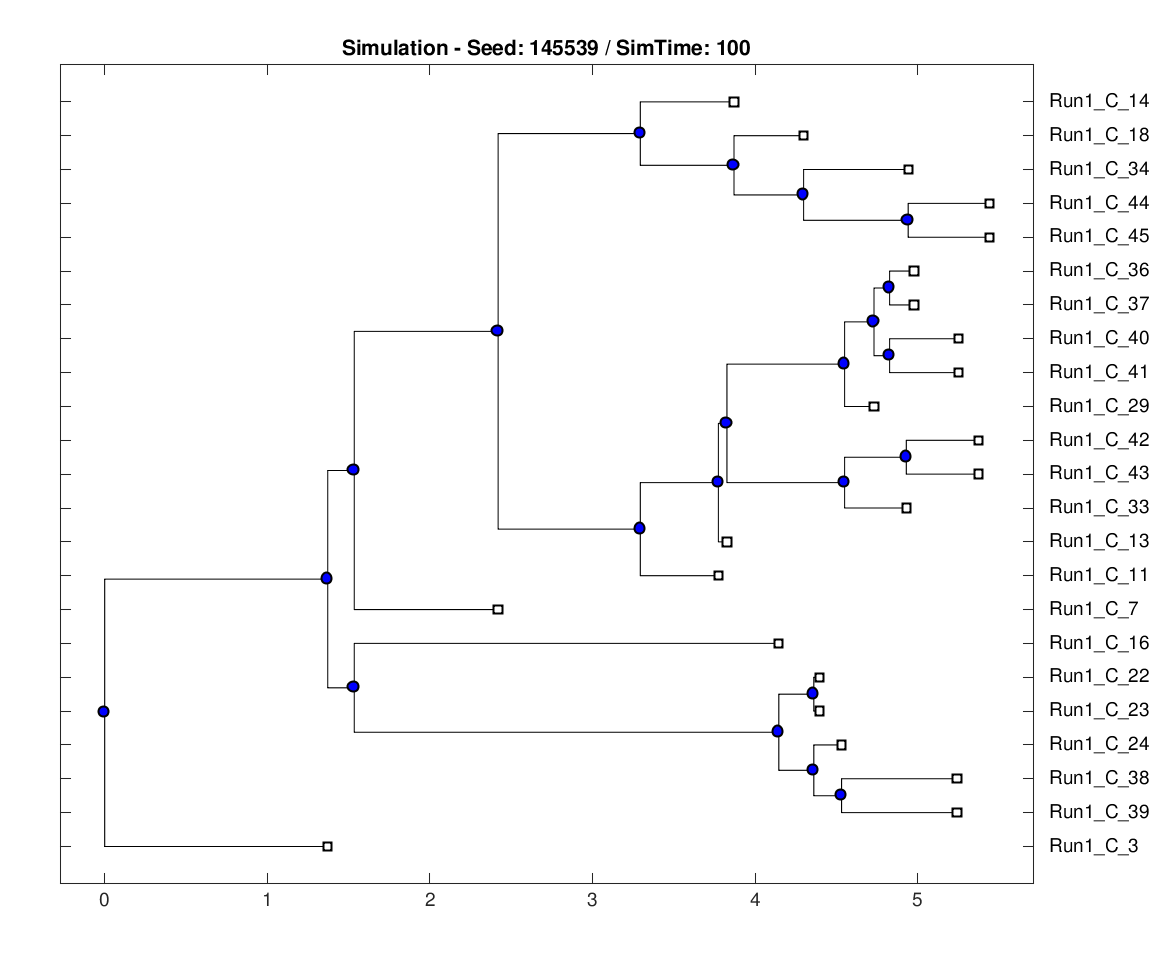 Simulation - Seed: 145539 / SimTime: 100
Run1_C_14
Run1_C_18
Run1_C_34
Run1_C_44
Run1_C_45
Run1_C_36
Run1_C_37
Run1_C_40
Run1_C_41
Run1_C_29
Run1_C_42
Run1_C_43
Run1_C_33
Run1_C_13
Run1_C_11
Run1_C_7
Run1_C_16
Run1_C_22
Run1_C_23
Run1_C_24
Run1_C_38
Run1_C_39
Run1_C_3
0 1 2 3 4 5